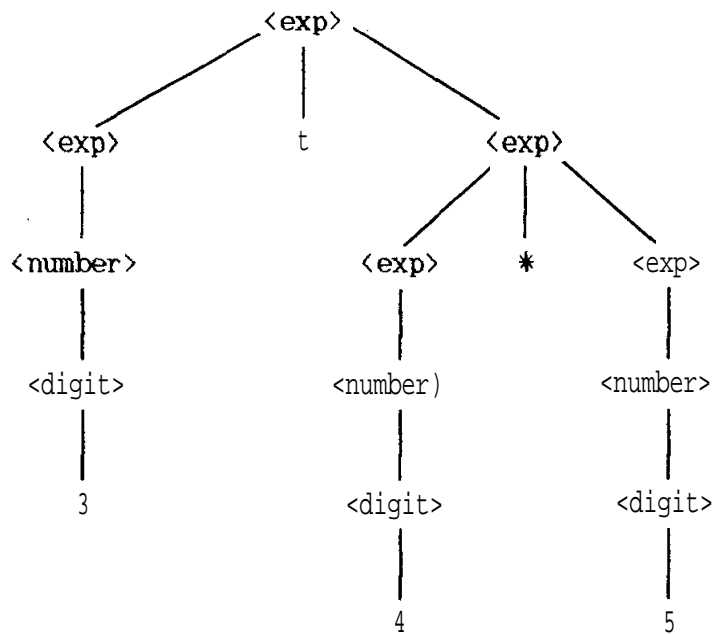 <exp>
<exp> t <exp>
<number> <exp> * <exp>
<digit> <number) <number>
3 <digit> <digit>
4 5